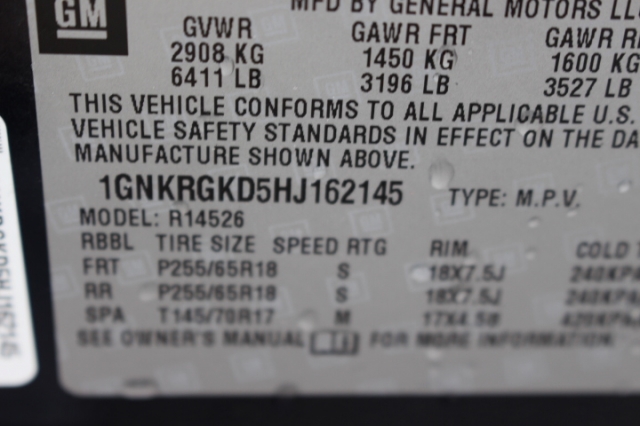 GM
MFD BY GENERAL MOTORS LLC
GVWR GAWR FRT GAWR
2908 KG 1450 KG 1600 KG
6411 LB 3196 LB 3527 LB
THIS VEHICLE CONFORMS TO ALL APPLICABLE U.S.
VEHICLE SAFETY STANDARDS IN EFFECT ON THE
MANUFACTURE SHOWN ABOVE.
1GNKRGKD5HJ162145 TYPE: M.P.V.
MODEL: R14526
RBBL TIRE SIZE SPEED RTG RIM COLD
FRT P255/65R18 S 18X7.5J
RR P255/65R18 S 18X7.5J
SPA T145/70R17 M 17X4.5B
SEE OWNER'S MANUAL FOR MORE INFORMATION